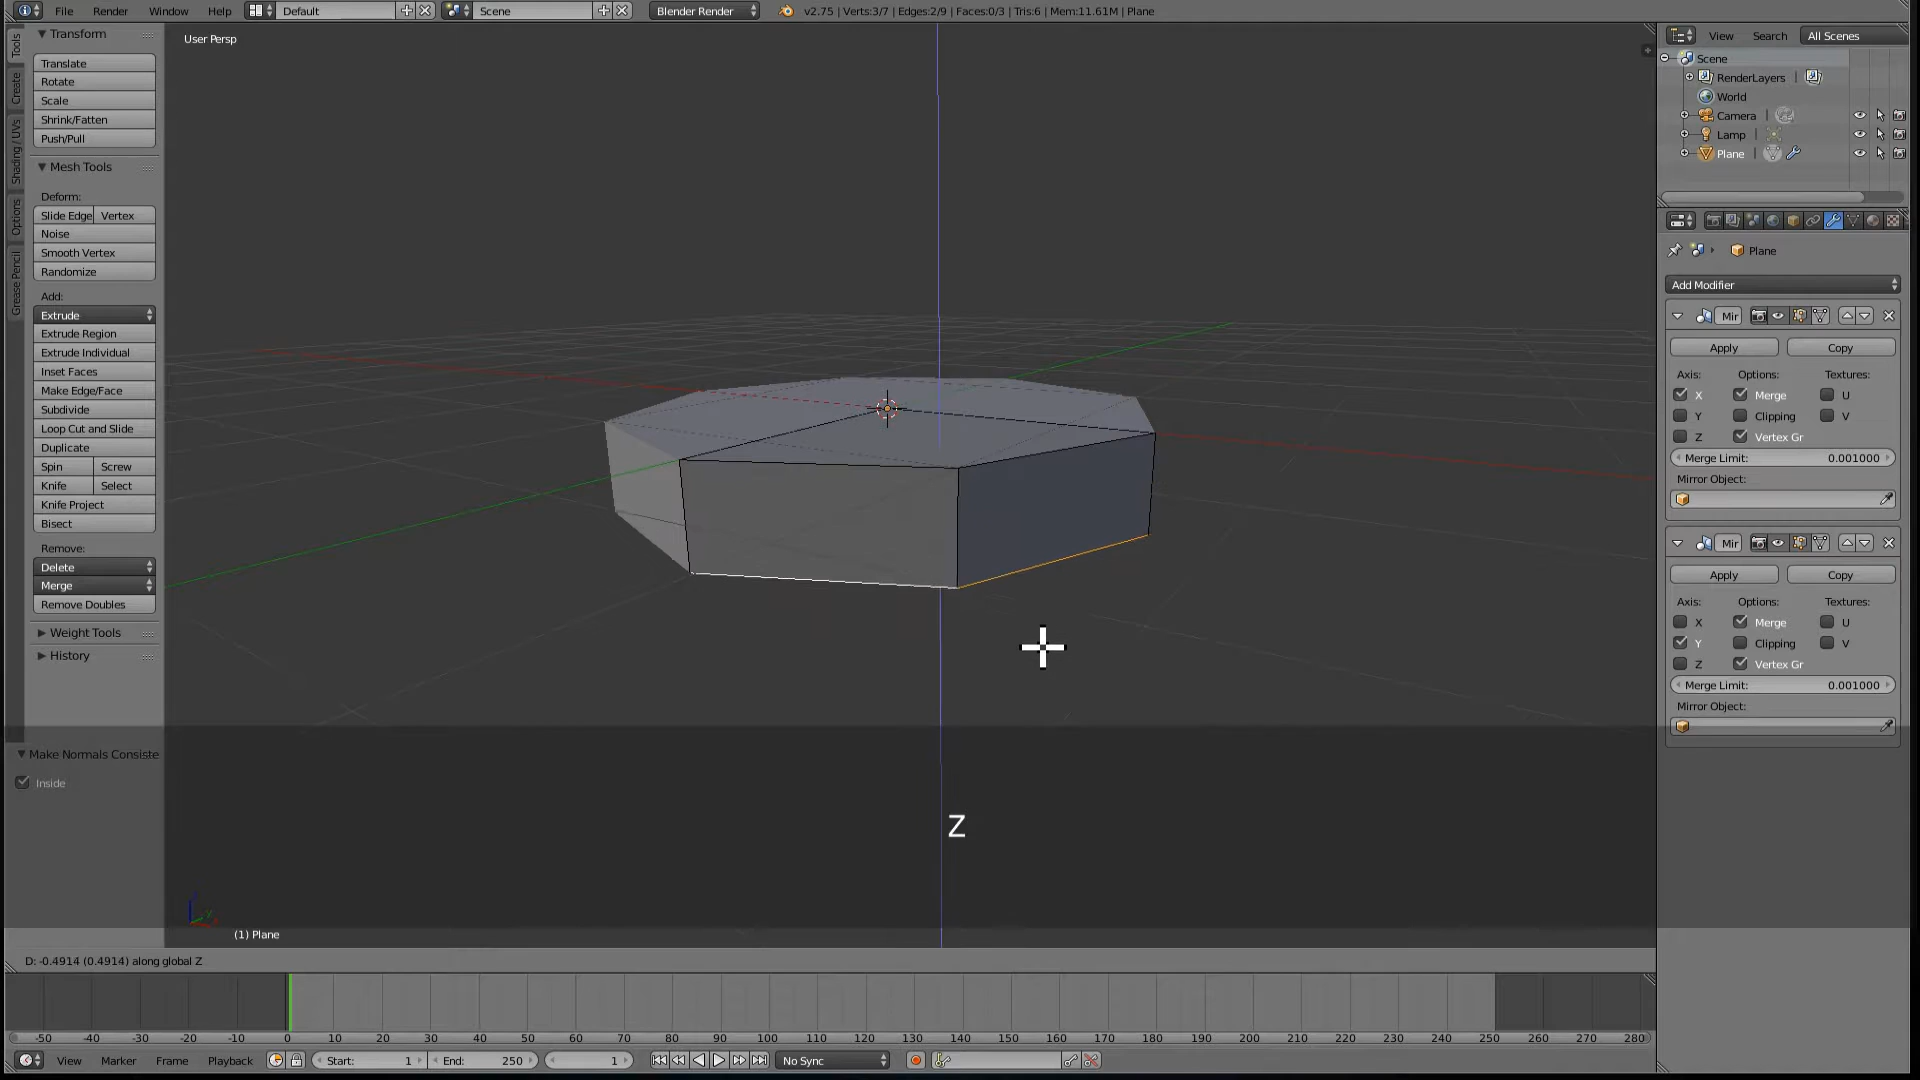 File Render Window Help Default Scene Blender Render v2.75 | Verts:3/7 | Edges:2/9 | Faces:0/3 | Tris:6 | Mem:11.61M | Plane
Tools
Create
Shading / UVs
Options
Grease Pencil
Transform
Translate
Rotate
Scale
Shrink/Fatten
Push/Pull
Mesh Tools
Deform:
Slide Edge Vertex
Noise
Smooth Vertex
Randomize
Add:
Extrude
Extrude Region
Extrude Individual
Inset Faces
Make Edge/Face
Subdivide
Loop Cut and Slide
Duplicate
Spin Screw
Knife Select
Knife Project
Bisect
Remove:
Delete
Merge
Remove Doubles
Weight Tools
History
Make Normals Consiste
Inside
User Persp
Z
(1) Plane
D: -0.4914 (0.4914) along global Z
View Search All Scenes
Scene
RenderLayers
World
Camera
Lamp
Plane
Plane
Add Modifier
Mir
Apply Copy
Axis: Options: Textures:
X Merge U
Y Clipping V
Z Vertex Gr
Merge Limit: 0.001000
Mirror Object:
Mir
Apply Copy
Axis: Options: Textures:
X Merge U
Y Clipping V
Z Vertex Gr
Merge Limit: 0.001000
Mirror Object:
-50 -40 -30 -20 -10 0 10 20 30 40 50 60 70 80 90 100 110 120 130 140 150 160 170 180 190 200 210 220 230 240 250 260 270 280
View Marker Frame Playback Start: 1 End: 250 1 No Sync